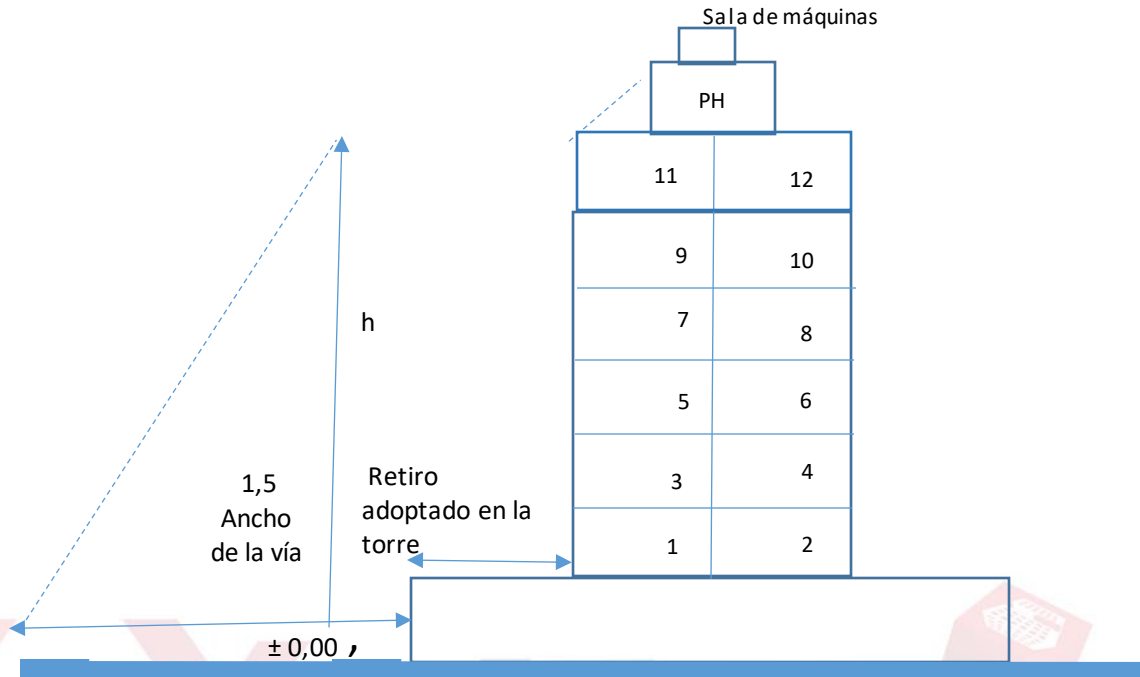 Sala de máquinas
PH
11 12
9 10
h
7 8
5 6
1,5
Ancho
de la vía
Retiro
adoptado en la
torre
3 4
1 2
± 0,00 ,